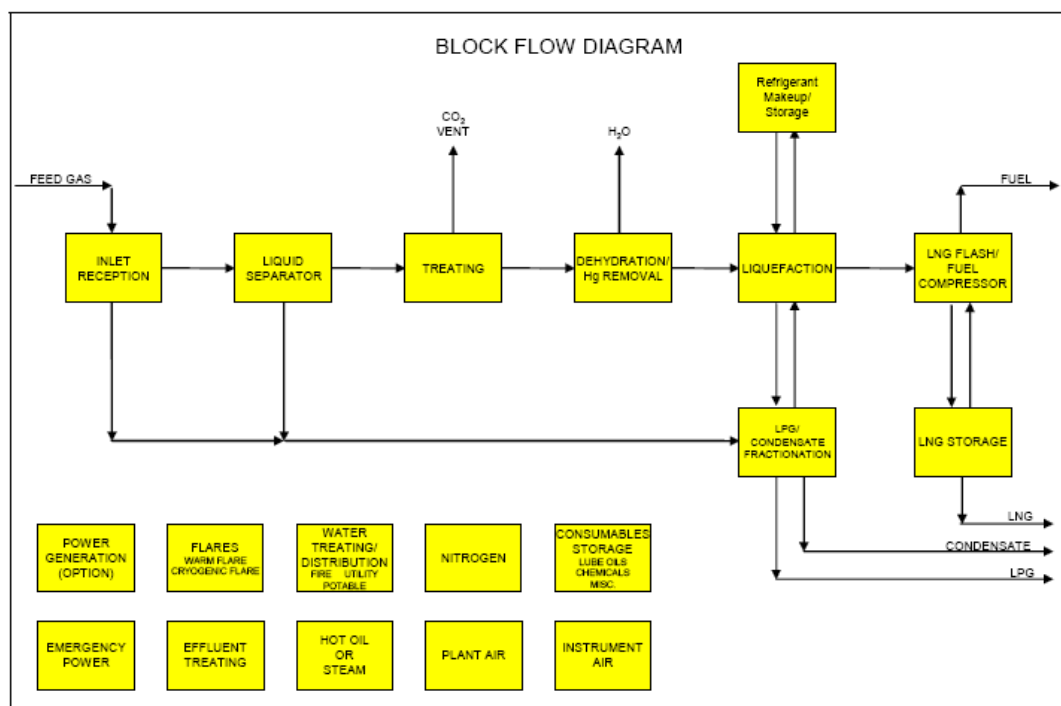 BLOCK FLOW DIAGRAM
Refrigerant
Makeup/
Storage
CO₂
VENT
H₂O
FEED GAS
FUEL
INLET
RECEPTION
LIQUID
SEPARATOR
TREATING
DEHYDRATION/
Hg REMOVAL
LIQUEFACTION
LNG FLASH/
FUEL
COMPRESSOR
LPG/
CONDENSATE
FRACTIONATION
LNG STORAGE
LNG
CONDENSATE
LPG
POWER
GENERATION
(OPTION)
FLARES
WARM FLARE
CRYOGENIC FLARE
WATER
TREATING/
DISTRIBUTION
FIRE UTILITY
POTABLE
NITROGEN
CONSUMABLES
STORAGE
LUBE OILS
CHEMICALS
MISC.
EMERGENCY
POWER
EFFLUENT
TREATING
HOT OIL
OR
STEAM
PLANT AIR
INSTRUMENT
AIR